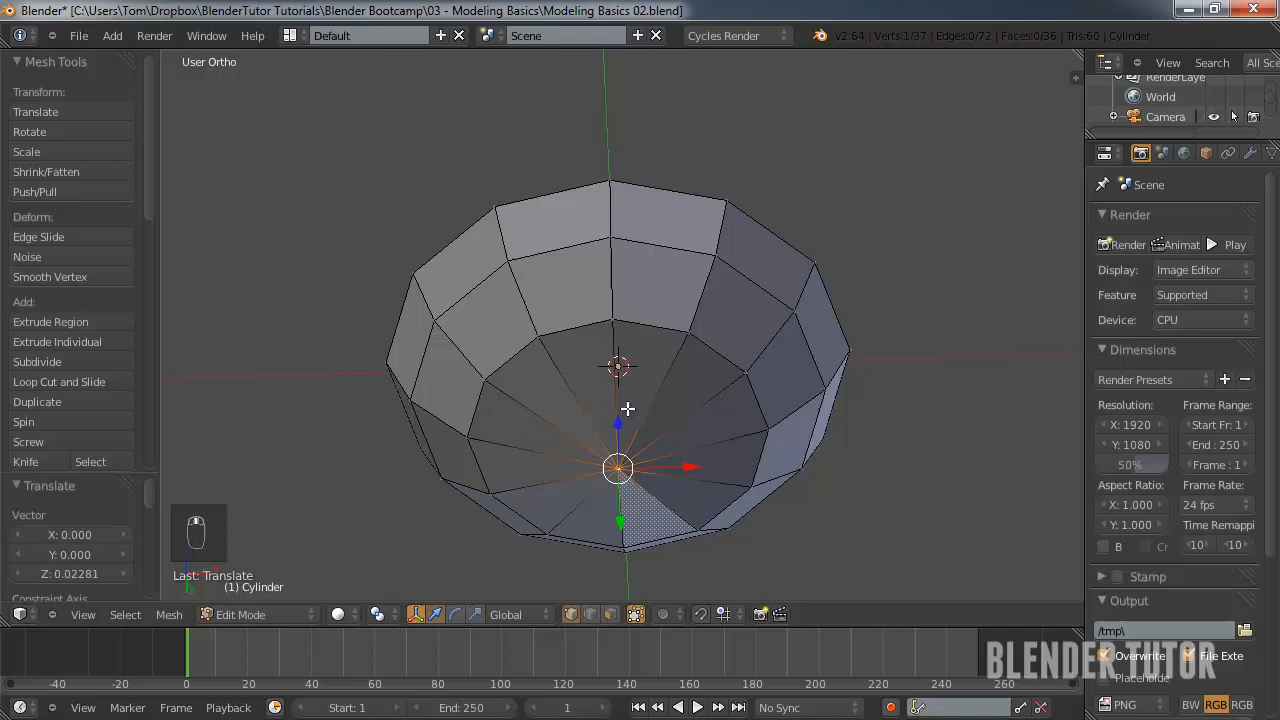 Blender* [C:\Users\Tom\Dropbox\BlenderTutor Tutorials\Blender Bootcamp\03 - Modeling Basics\Modeling Basics 02.blend]
File Add Render Window Help Default Scene Cycles Render v2.64 | Verts:1/37 | Edges:0/72 | Faces:0/36 | Tris:60 | Cylinder
Mesh Tools
Transform:
Translate
Rotate
Scale
Shrink/Fatten
Push/Pull
Deform:
Edge Slide
Noise
Smooth Vertex
Add:
Extrude Region
Extrude Individual
Subdivide
Loop Cut and Slide
Duplicate
Spin
Screw
Knife Select
Translate
Vector
X: 0.000
Y: 0.000
Z: 0.02281
Constraint Axis
User Ortho
Last: Translate
(1) Cylinder
View Select Mesh Edit Mode Global
View Search All Sce
RenderLaye
World
Camera
Scene
Render
Render Animat Play
Display: Image Editor
Feature Supported
Device: CPU
Dimensions
Render Presets
Resolution: Frame Range:
X: 1920 Start Fr: 1
Y: 1080 End : 250
50% Frame : 1
Aspect Ratio: Frame Rate:
X: 1.000 24 fps
Y: 1.000 Time Remappi
B Cr 10 10
Stamp
Output
/tmp\
Overwrite File Exte
Placeholde
PNG BW RGB RGB
BLENDER TUTOR
-40 -20 0 20 40 60 80 100 120 140 160 180 200 220 240 260
View Marker Frame Playback Start: 1 End: 250 1 No Sync